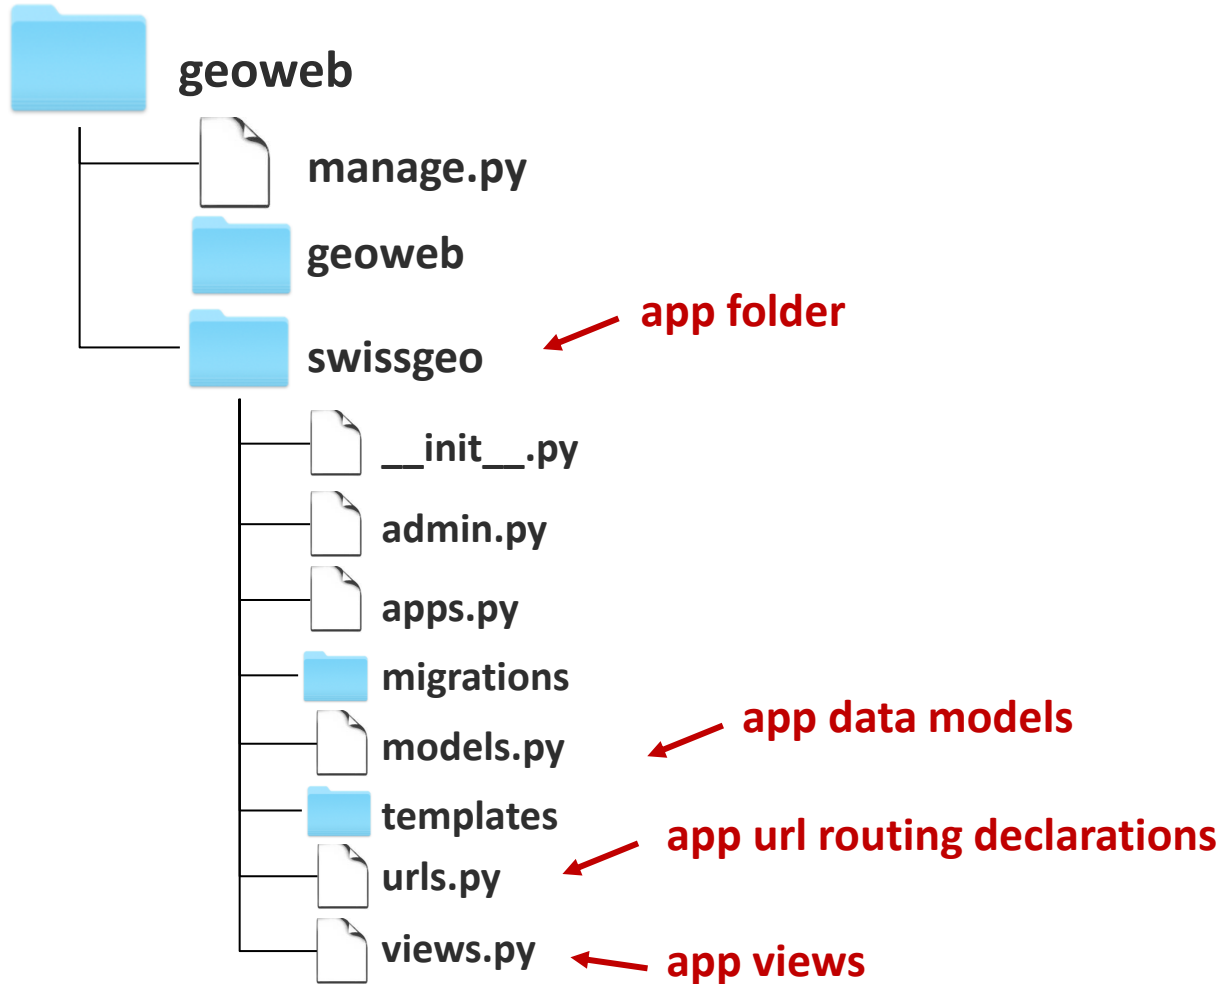 geoweb
manage.py
geoweb
app folder
swissgeo
__init__.py
admin.py
apps.py
migrations
app data models
models.py
templates
app url routing declarations
urls.py
views.py
app views